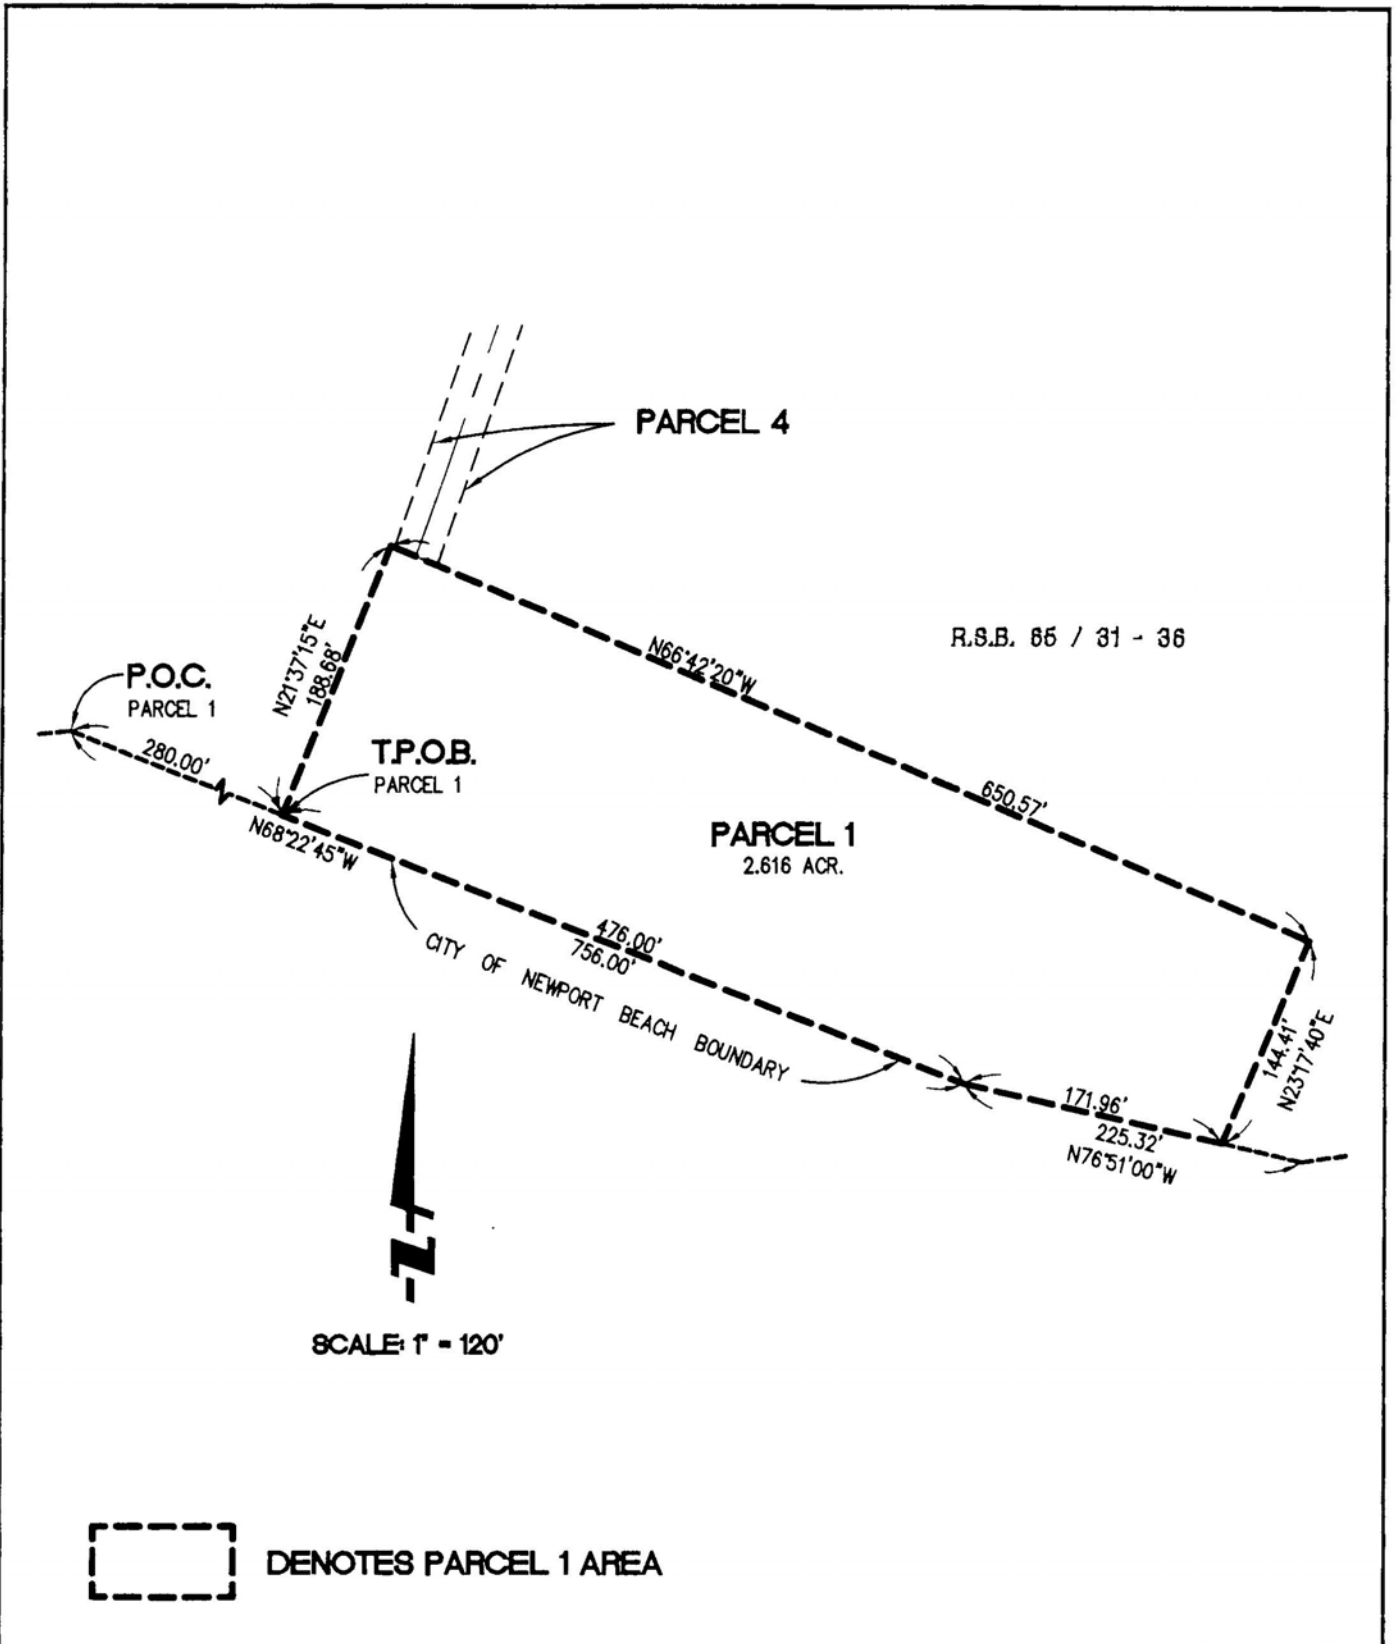 PARCEL 4
R.S.B. 85 / 31 - 36
N66°42'20"W
N21°37'15"E
188.68'
P.O.C.
PARCEL 1
280.00'
T.P.O.B.
PARCEL 1
650.57'
N68°22'45"W
PARCEL 1
2.616 ACR.
476.00'
756.00'
CITY OF NEWPORT BEACH BOUNDARY
144.41'
N23°17'40"E
171.96'
225.32'
N76°51'00"W
N
SCALE: 1" = 120'
DENOTES PARCEL 1 AREA